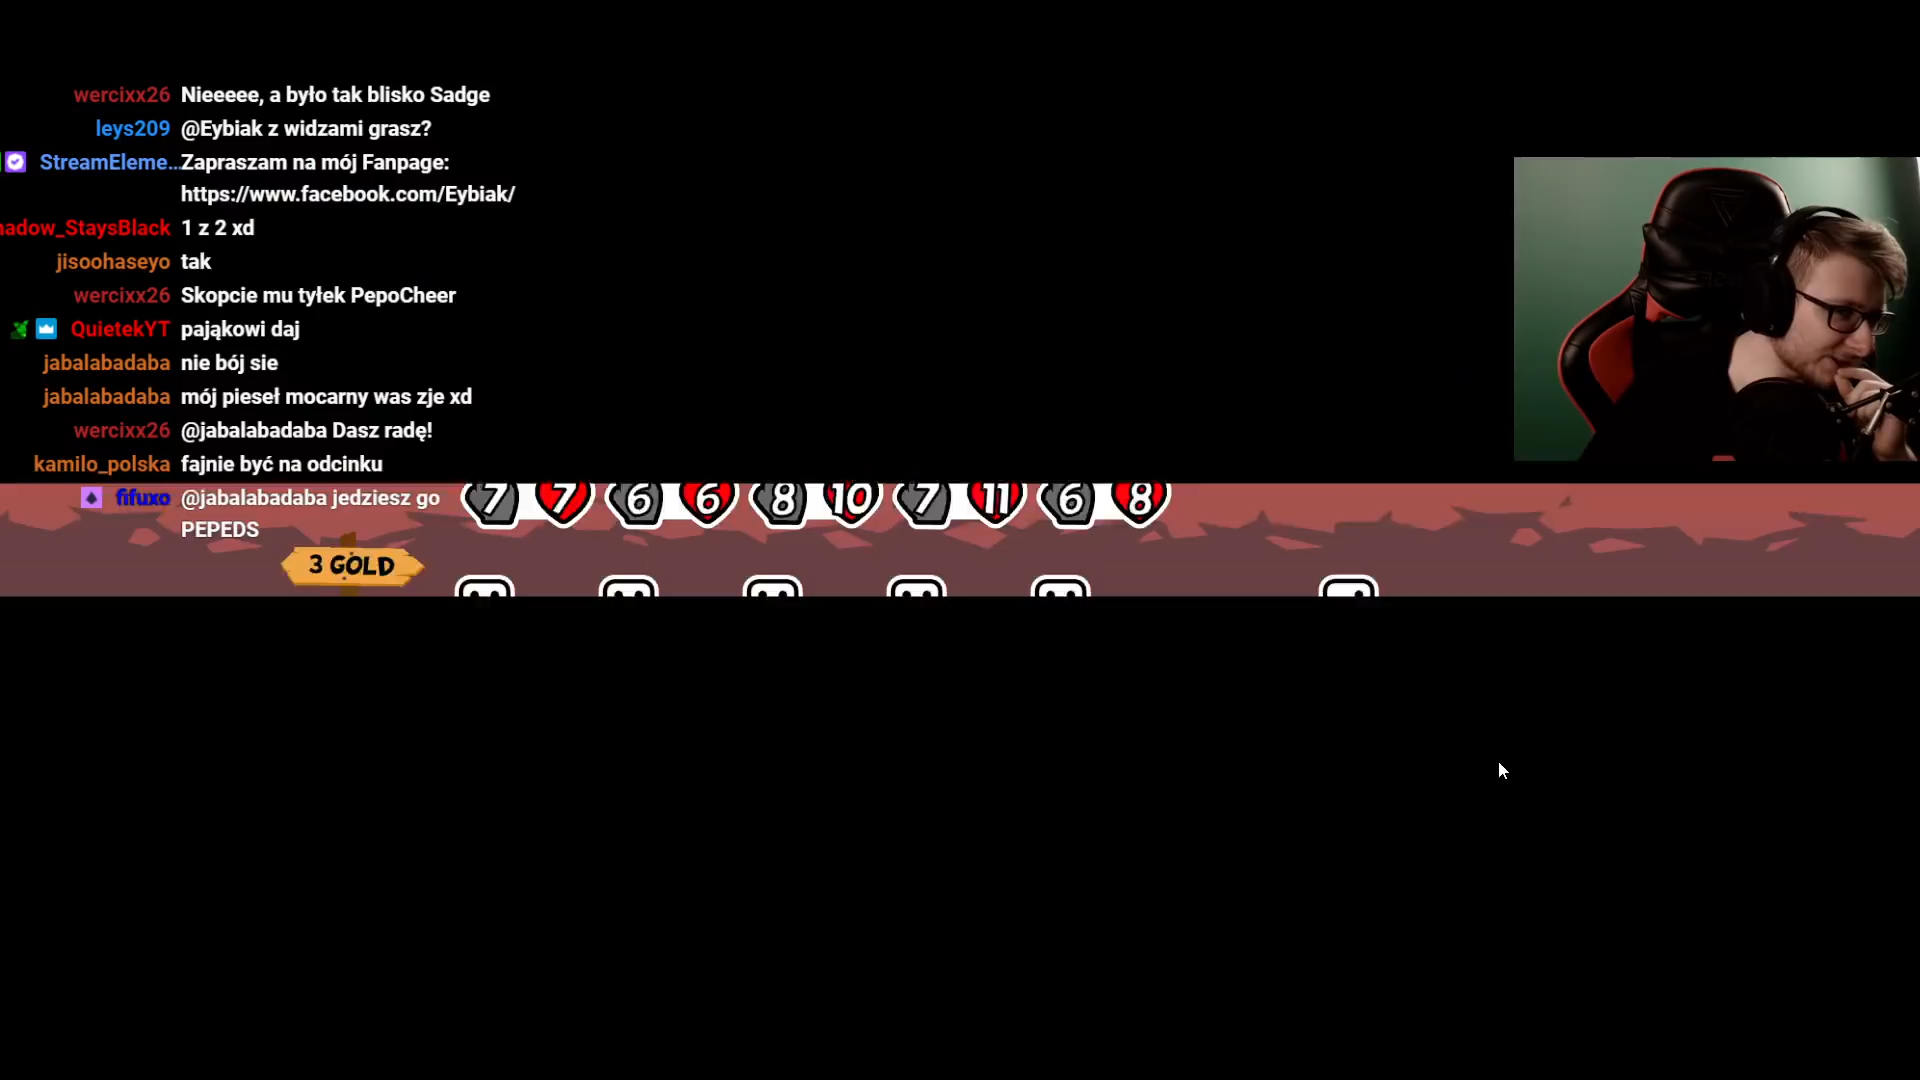 wercixx26 Nieeeee, a było tak blisko Sadge
leys209 @Eybiak z widzami grasz?
StreamEleme... Zapraszam na mój Fanpage:
https://www.facebook.com/Eybiak/
hadow_StaysBlack 1 z 2 xd
jisoohaseyo tak
wercixx26 Skopcie mu tyłek PepoCheer
QuietekYT pająkowi daj
jabalabadaba nie bój sie
jabalabadaba mój pieseł mocarny was zje xd
wercixx26 @jabalabadaba Dasz radę!
kamilo_polska fajnie być na odcinku
fifuxo @jabalabadaba jedziesz go
PEPEDS
7 7 6 6 8 10 7 11 6 8
3 GOLD